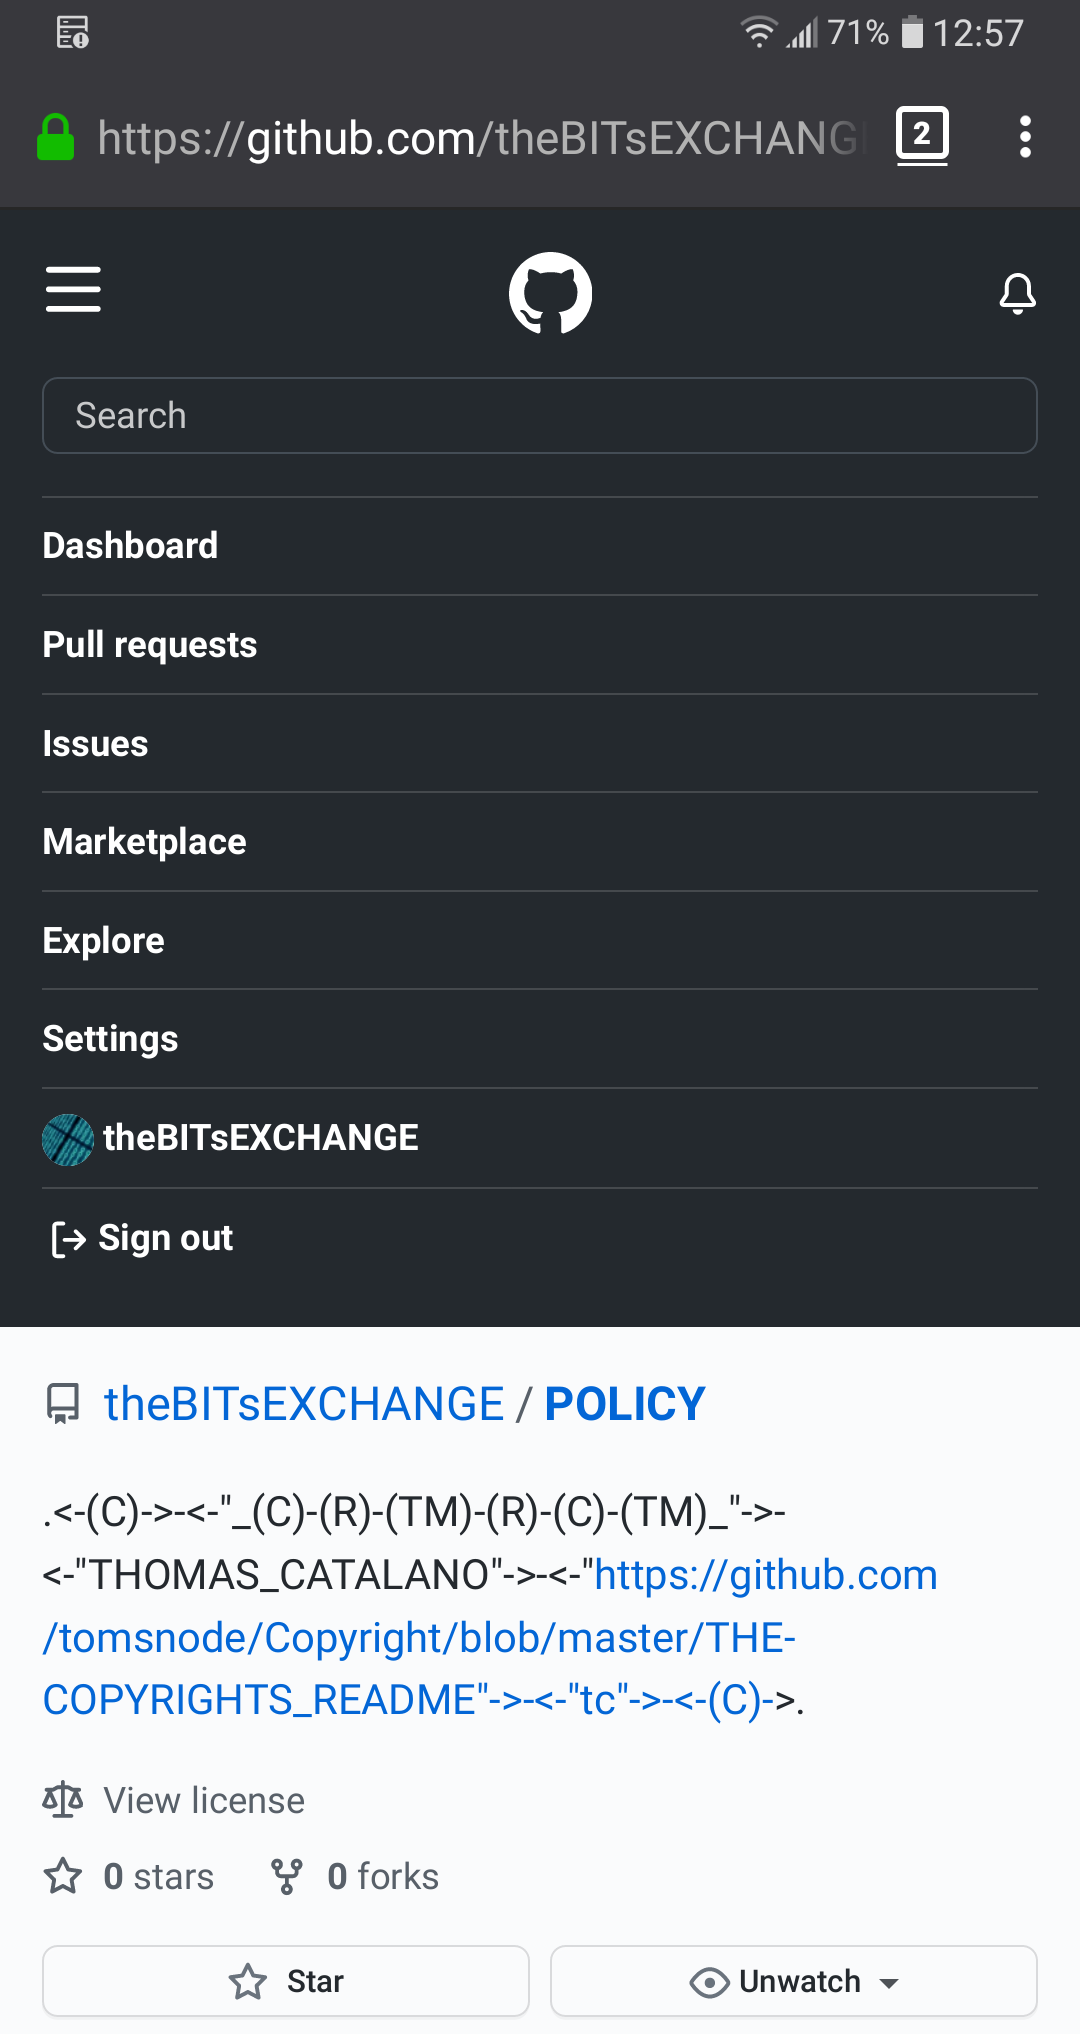 71% 12:57
https://github.com/theBITsEXCHANG 2
Search
Dashboard
Pull requests
Issues
Marketplace
Explore
Settings
theBITsEXCHANGE
Sign out
theBITsEXCHANGE / POLICY
.<-(C)->-<-"_(C)-(R)-(TM)-(R)-(C)-(TM)_"->-
<-"THOMAS_CATALANO"->-<-"https://github.com
/tomsnode/Copyright/blob/master/THE-
COPYRIGHTS_README"->-<-"tc"->-<-(C)->.
View license
0 stars 0 forks
Star Unwatch